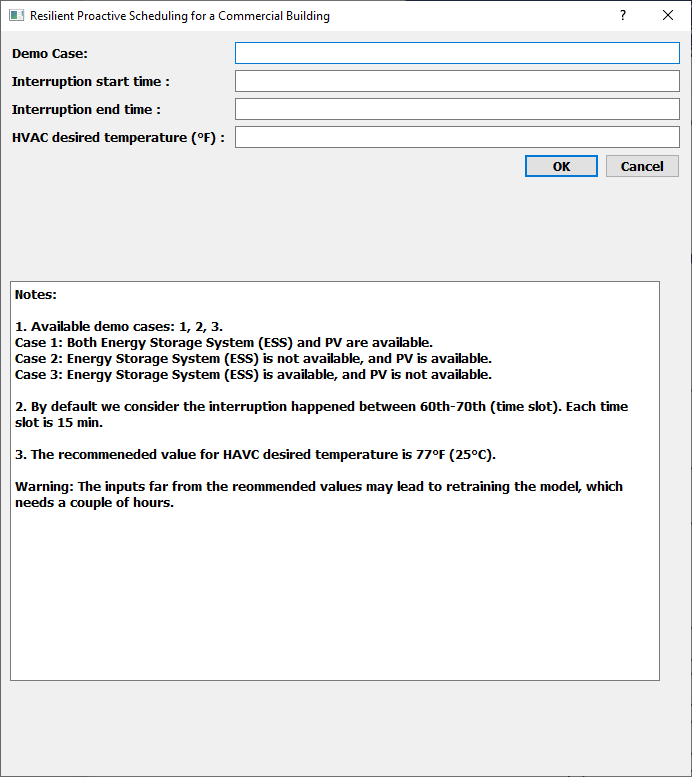 Resilient Proactive Scheduling for a Commercial Building
?
Demo Case:
Interruption start time :
Interruption end time :
HVAC desired temperature (°F) :
OK
Cancel
Notes:
1. Available demo cases: 1, 2, 3.
Case 1: Both Energy Storage System (ESS) and PV are available.
Case 2: Energy Storage System (ESS) is not available, and PV is available.
Case 3: Energy Storage System (ESS) is available, and PV is not available.
2. By default we consider the interruption happened between 60th-70th (time slot). Each time
slot is 15 min.
3. The recommeneded value for HAVC desired temperature is 77°F (25°C).
Warning: The inputs far from the reommended values may lead to retraining the model, which
needs a couple of hours.